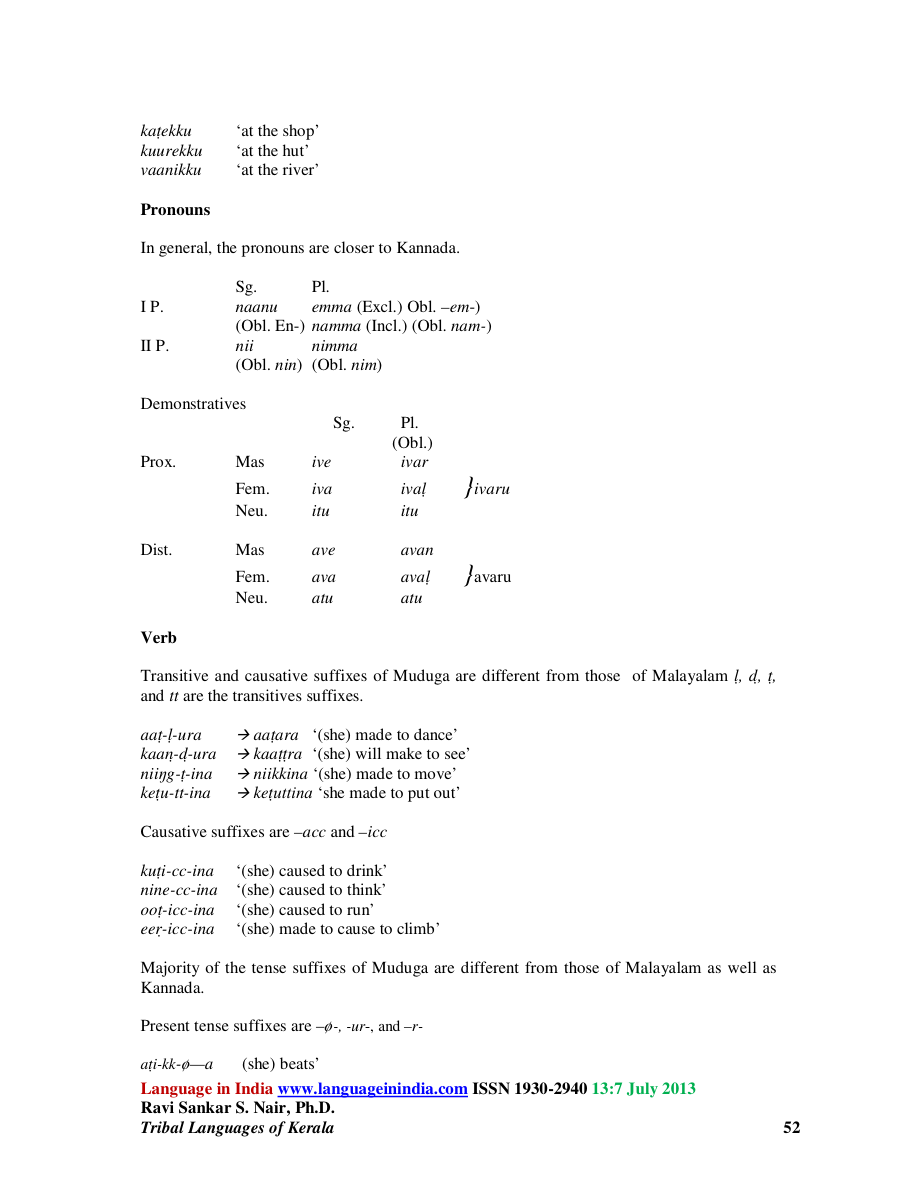 kaṭekku ‘at the shop’
kuurekku ‘at the hut’
vaanikku ‘at the river’
Pronouns
In general, the pronouns are closer to Kannada.
Sg. Pl.
I P. naanu emma (Excl.) Obl. –em-)
(Obl. En-) namma (Incl.) (Obl. nam-)
II P. nii nimma
(Obl. nin) (Obl. nim)
Demonstratives
Sg. Pl.
(Obl.)
Prox. Mas ive ivar
Fem. iva ivaḷ }ivaru
Neu. itu itu
Dist. Mas ave avan
Fem. ava avaḷ }avaru
Neu. atu atu
Verb
Transitive and causative suffixes of Muduga are different from those of Malayalam ḷ, ḍ, ṭ,
and tt are the transitives suffixes.
aaṭ-ḷ-ura → aaṭara ‘(she) made to dance’
kaaṇ-ḍ-ura → kaaṭṭra ‘(she) will make to see’
niiŋg-ṭ-ina → niikkina ‘(she) made to move’
keṭu-tt-ina → keṭuttina ‘she made to put out’
Causative suffixes are –acc and –icc
kuṭi-cc-ina ‘(she) caused to drink’
nine-cc-ina ‘(she) caused to think’
ooṭ-icc-ina ‘(she) caused to run’
eeṛ-icc-ina ‘(she) made to cause to climb’
Majority of the tense suffixes of Muduga are different from those of Malayalam as well as
Kannada.
Present tense suffixes are –ø-, -ur-, and –r-
aṭi-kk-ø—a (she) beats’
Language in India www.languageinindia.com ISSN 1930-2940 13:7 July 2013
Ravi Sankar S. Nair, Ph.D.
Tribal Languages of Kerala 52